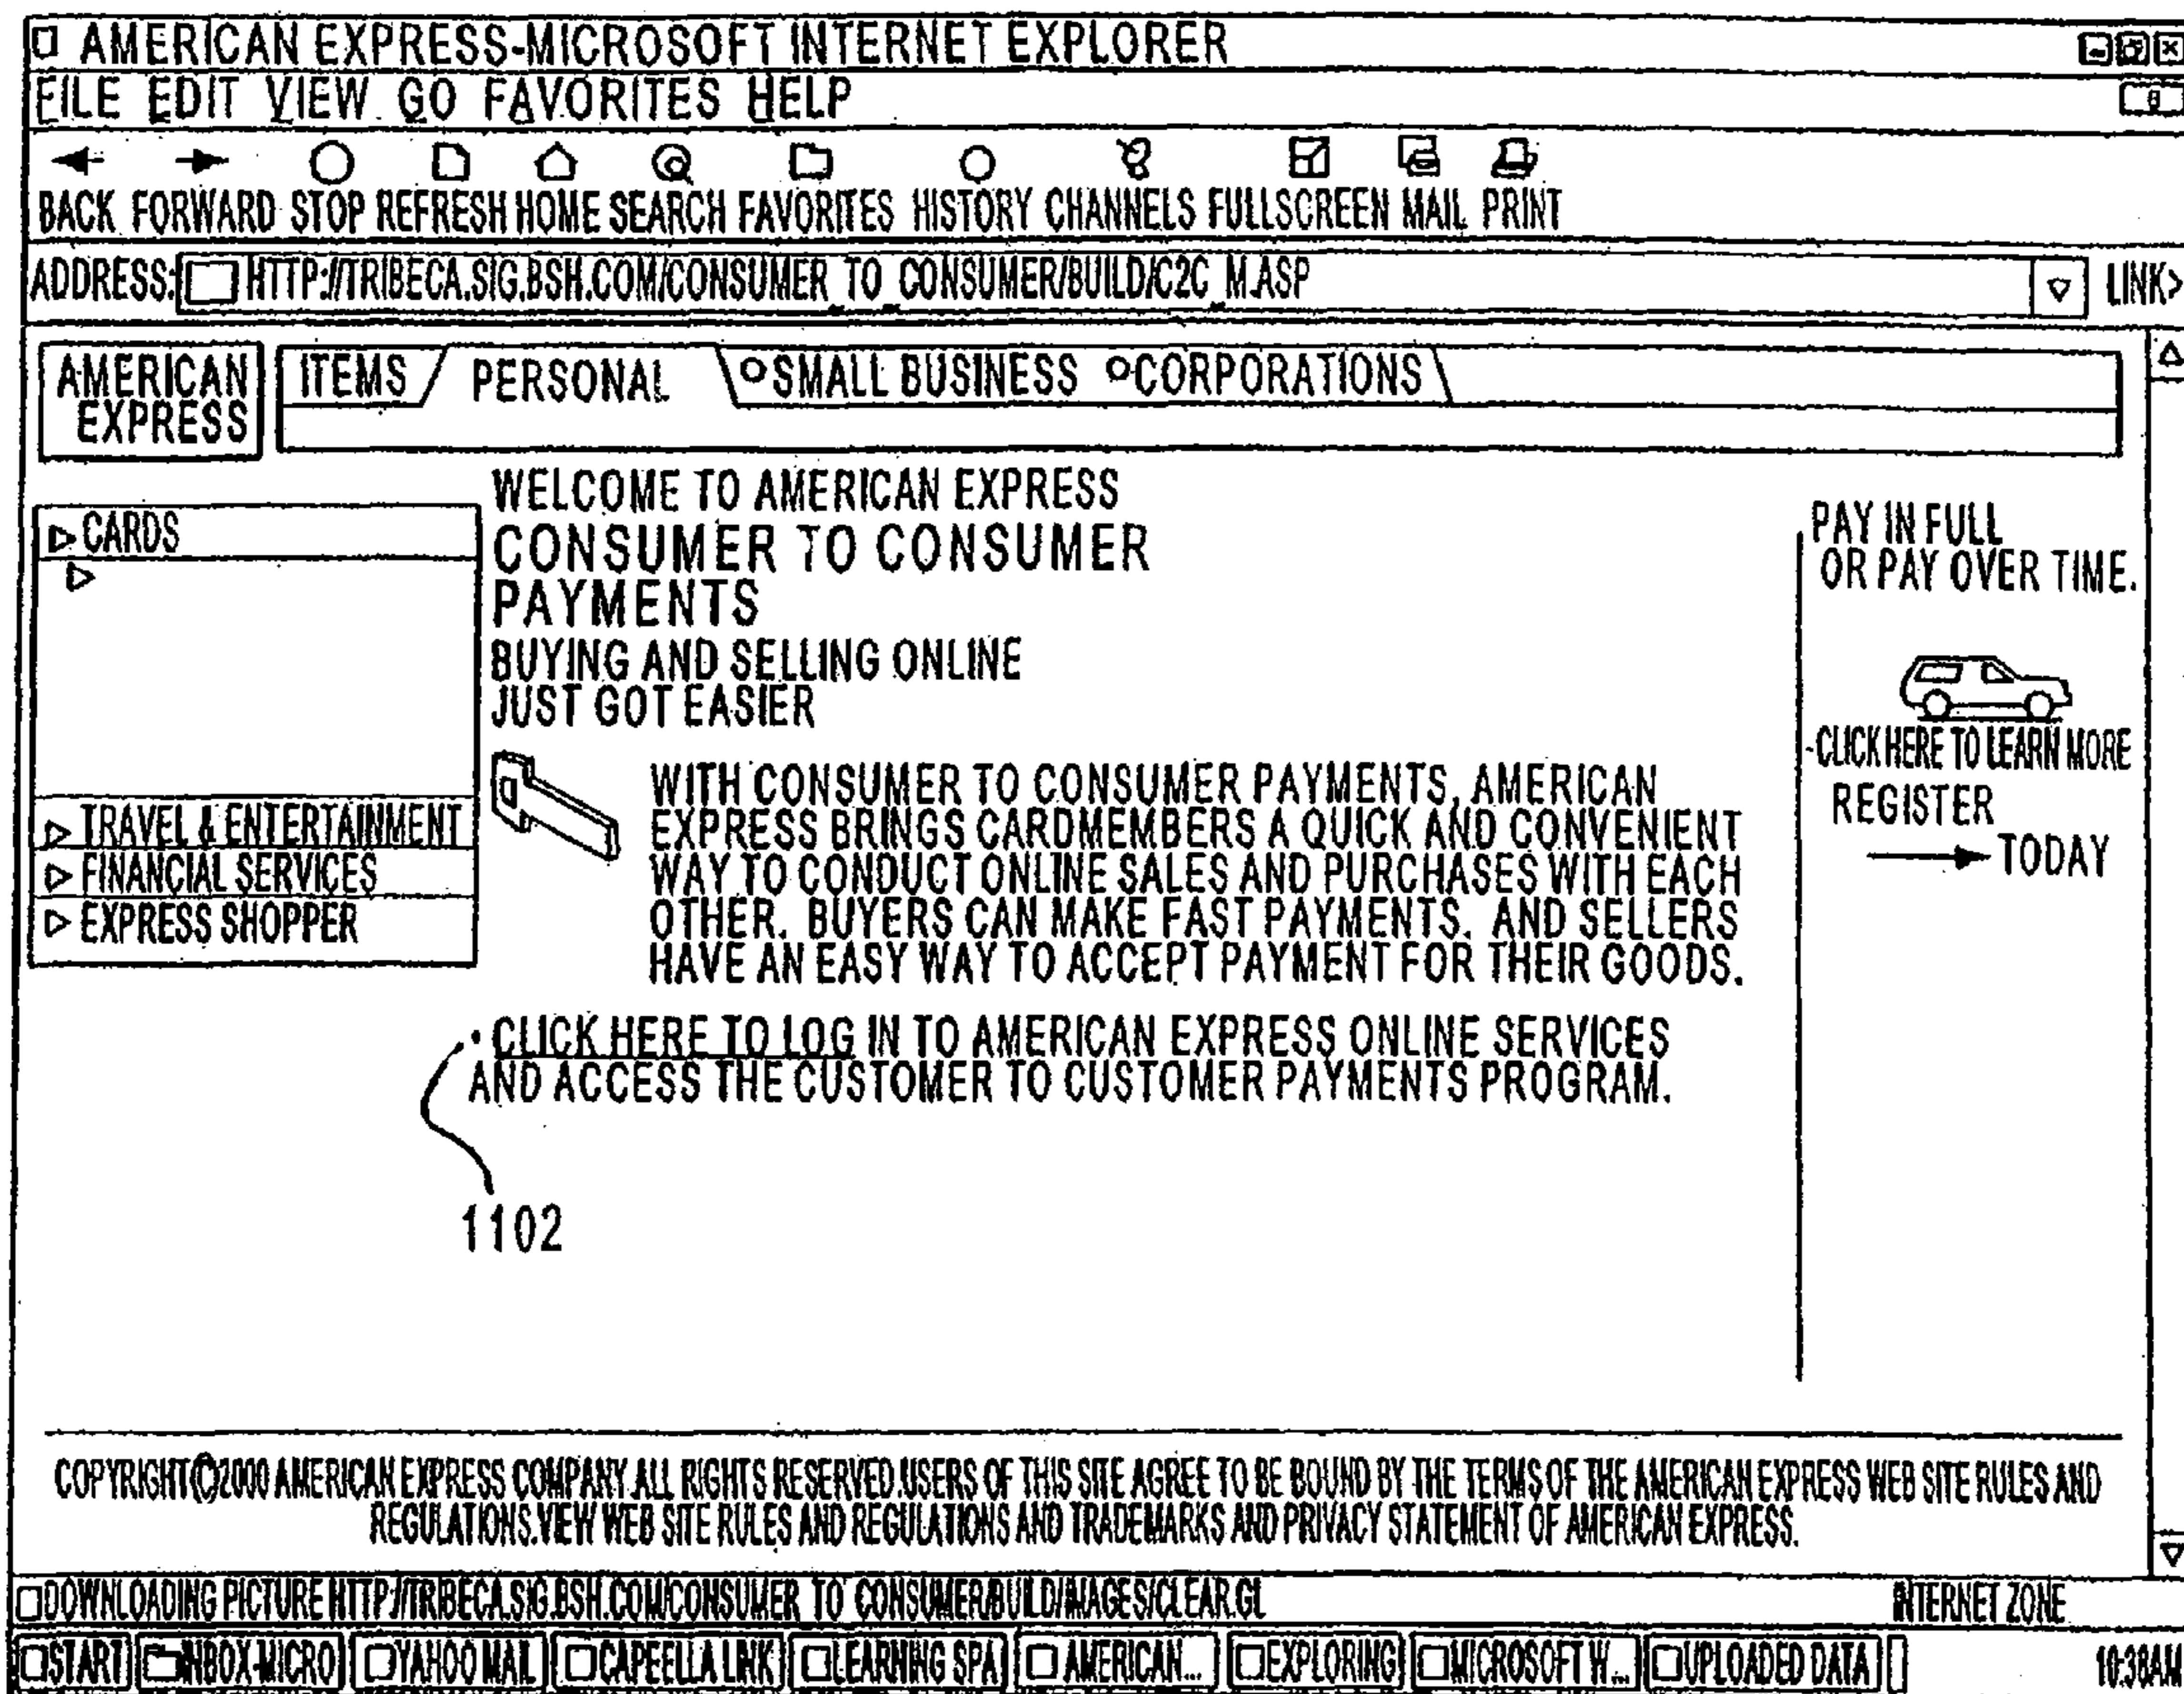 AMERICAN EXPRESS-MICROSOFT INTERNET EXPLORER
FILE EDIT VIEW GO FAVORITES HELP
BACK FORWARD STOP REFRESH HOME SEARCH FAVORITES HISTORY CHANNELS FULLSCREEN MAIL PRINT
ADDRESS: HTTP://TRIBECA.SIG.BSH.COM/CONSUMER_TO_CONSUMER/BUILD/C2C_M.ASP LINK>
AMERICAN
EXPRESS
ITEMS PERSONAL SMALL BUSINESS CORPORATIONS
CARDS
TRAVEL & ENTERTAINMENT
FINANCIAL SERVICES
EXPRESS SHOPPER
WELCOME TO AMERICAN EXPRESS
CONSUMER TO CONSUMER
PAYMENTS
BUYING AND SELLING ONLINE
JUST GOT EASIER
WITH CONSUMER TO CONSUMER PAYMENTS, AMERICAN
EXPRESS BRINGS CARDMEMBERS A QUICK AND CONVENIENT
WAY TO CONDUCT ONLINE SALES AND PURCHASES WITH EACH
OTHER. BUYERS CAN MAKE FAST PAYMENTS. AND SELLERS
HAVE AN EASY WAY TO ACCEPT PAYMENT FOR THEIR GOODS.
CLICK HERE TO LOG IN TO AMERICAN EXPRESS ONLINE SERVICES
AND ACCESS THE CUSTOMER TO CUSTOMER PAYMENTS PROGRAM.
1102
PAY IN FULL
OR PAY OVER TIME.
CLICK HERE TO LEARN MORE
REGISTER
TODAY
COPYRIGHT©2000 AMERICAN EXPRESS COMPANY. ALL RIGHTS RESERVED. USERS OF THIS SITE AGREE TO BE BOUND BY THE TERMS OF THE AMERICAN EXPRESS WEB SITE RULES AND
REGULATIONS. VIEW WEB SITE RULES AND REGULATIONS AND TRADEMARKS AND PRIVACY STATEMENT OF AMERICAN EXPRESS.
DOWNLOADING PICTURE HTTP://TRIBECA.SIG.BSH.COM/CONSUMER TO CONSUMER/BUILD/IMAGES/CLEAR.GL INTERNET ZONE
START INBOX-MICRO YAHOO MAIL CAPEELLA LINK LEARNING SPA AMERICAN... EXPLORING MICROSOFT W... UPLOADED DATA 10:38AM